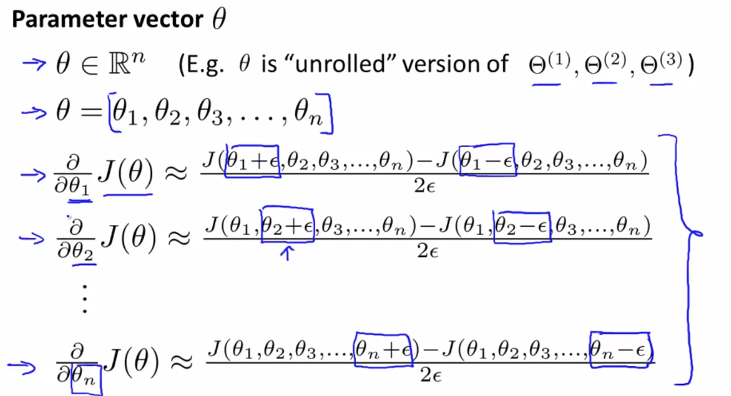 Parameter vector θ
θ ∈ ℝⁿ (E.g. θ is "unrolled" version of Θ⁽¹⁾, Θ⁽²⁾, Θ⁽³⁾)
θ = [θ₁, θ₂, θ₃, . . . , θₙ]
∂/∂θ₁ J(θ) ≈ J(θ₁+ϵ,θ₂,θ₃,...,θₙ)−J(θ₁−ϵ,θ₂,θ₃,...,θₙ) / 2ϵ
∂/∂θ₂ J(θ) ≈ J(θ₁,θ₂+ϵ,θ₃,...,θₙ)−J(θ₁,θ₂−ϵ,θ₃,...,θₙ) / 2ϵ
⋮
∂/∂θₙ J(θ) ≈ J(θ₁,θ₂,θ₃,...,θₙ+ϵ)−J(θ₁,θ₂,θ₃,...,θₙ−ϵ) / 2ϵ